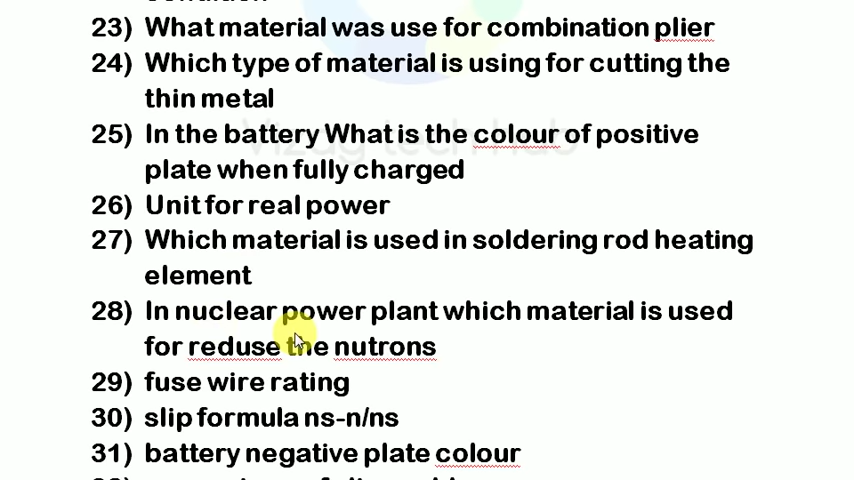 23) What material was use for combination plier
24) Which type of material is using for cutting the
thin metal
25) In the battery What is the colour of positive
plate when fully charged
26) Unit for real power
27) Which material is used in soldering rod heating
element
28) In nuclear power plant which material is used
for reduse the nutrons
29) fuse wire rating
30) slip formula ns-n/ns
31) battery negative plate colour
Vizag tech hub